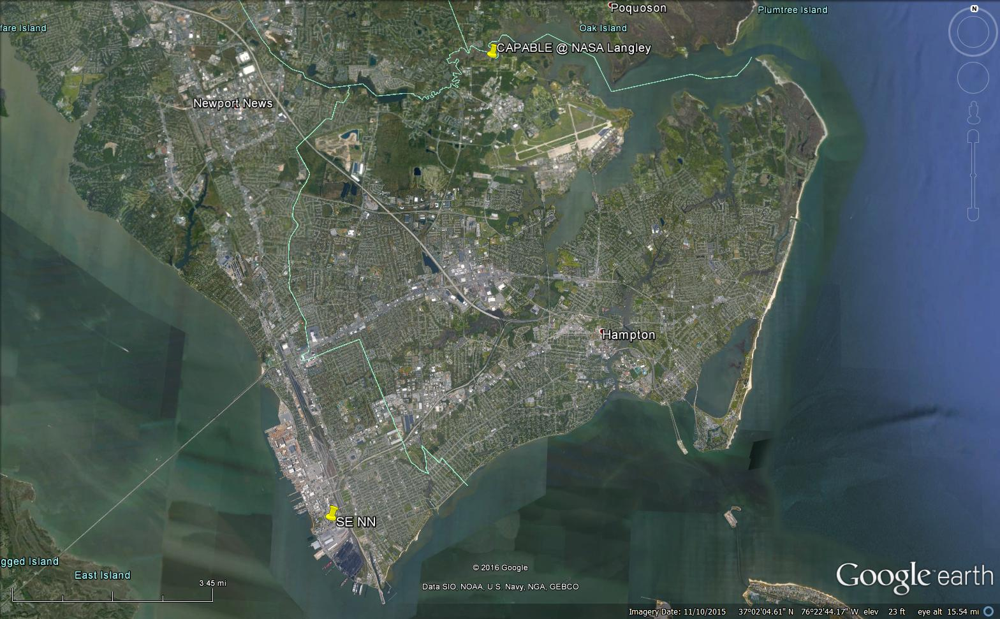 Poquoson
Plumtree Island
fare Island
Oak Island
CAPABLE @ NASA Langley
Newport News
Hampton
SE NN
gged Island
East Island
3.45 mi
© 2016 Google
Data SIO, NOAA, U.S. Navy, NGA, GEBCO
Google earth
Imagery Date: 11/10/2015 37°02'04.61" N 76°22'44.17" W elev 23 ft eye alt 15.54 mi
N